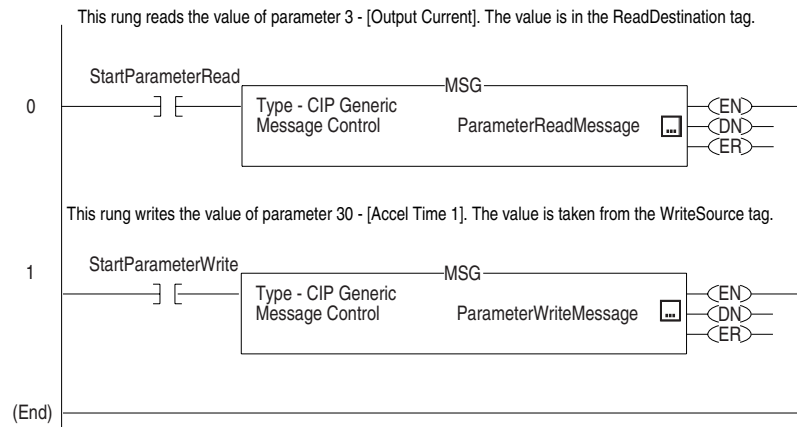 This rung reads the value of parameter 3 - [Output Current]. The value is in the ReadDestination tag.
StartParameterRead
MSG
0
Type - CIP Generic
Message Control
ParameterReadMessage
...
EN
DN
ER
This rung writes the value of parameter 30 - [Accel Time 1]. The value is taken from the WriteSource tag.
StartParameterWrite
MSG
1
Type - CIP Generic
Message Control
ParameterWriteMessage
...
EN
DN
ER
(End)